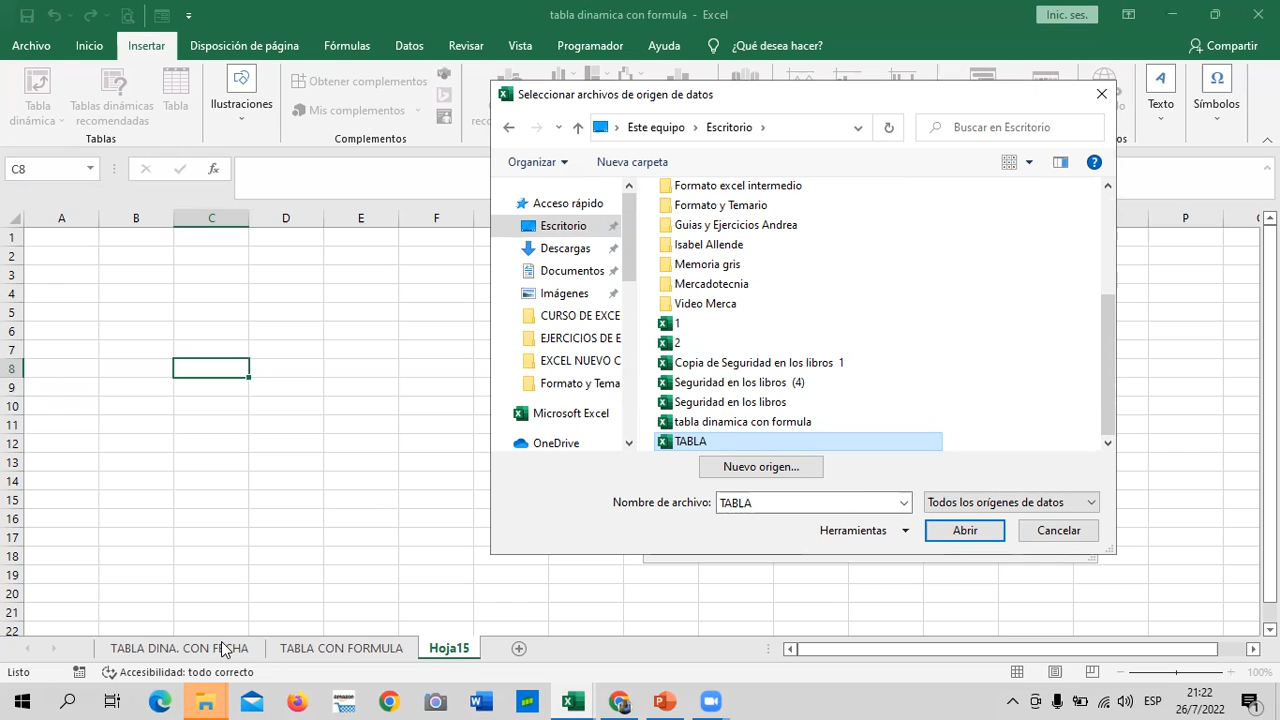 tabla dinamica con formula - Excel
Inic. ses.
Archivo Inicio Insertar Disposición de página Fórmulas Datos Revisar Vista Programador Ayuda ¿Qué desea hacer? Compartir
Tabla dinámica
Tablas dinámicas recomendadas
Tabla
Tablas
Ilustraciones
Obtener complementos
Mis complementos
Complementos
Texto
Símbolos
Seleccionar archivos de origen de datos
Este equipo > Escritorio >
Buscar en Escritorio
Organizar Nueva carpeta
Acceso rápido
Escritorio
Descargas
Documentos
Imágenes
CURSO DE EXCE
EJERCICIOS DE E
EXCEL NUEVO C
Formato y Tema
Microsoft Excel
OneDrive
Formato excel intermedio
Formato y Temario
Guias y Ejercicios Andrea
Isabel Allende
Memoria gris
Mercadotecnia
Video Merca
1
2
Copia de Seguridad en los libros 1
Seguridad en los libros (4)
Seguridad en los libros
tabla dinamica con formula
TABLA
Nuevo origen...
Nombre de archivo: TABLA Todos los orígenes de datos
Herramientas Abrir Cancelar
C8
fx
A B C D E F P
1
2
3
4
5
6
7
8
9
10
11
12
13
14
15
16
17
18
19
20
21
22
TABLA DINA. CON FECHA TABLA CON FORMULA Hoja15
Listo Accesibilidad: todo correcto 100%
ESP
21:22
26/7/2022